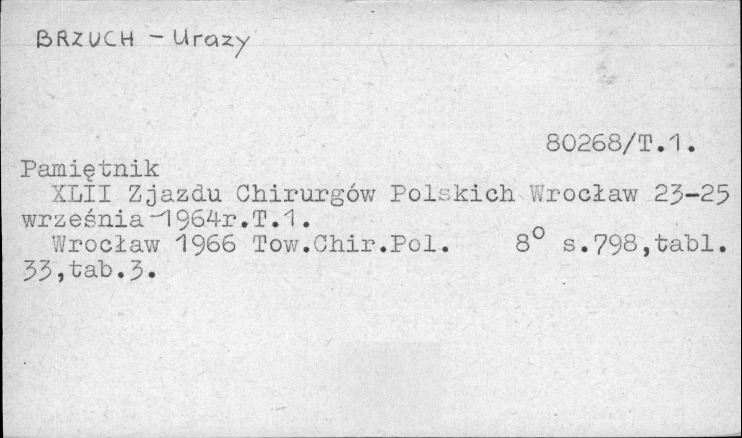 BRZUCH - Urazy
80268/T.1.
Pamiętnik
XLII Zjazdu Chirurgów Polskich Wrocław 23-25
września 1964r.T.1.
Wrocław 1966 Tow.Chir.Pol. 8° s.798,tabl.
33,tab.3.